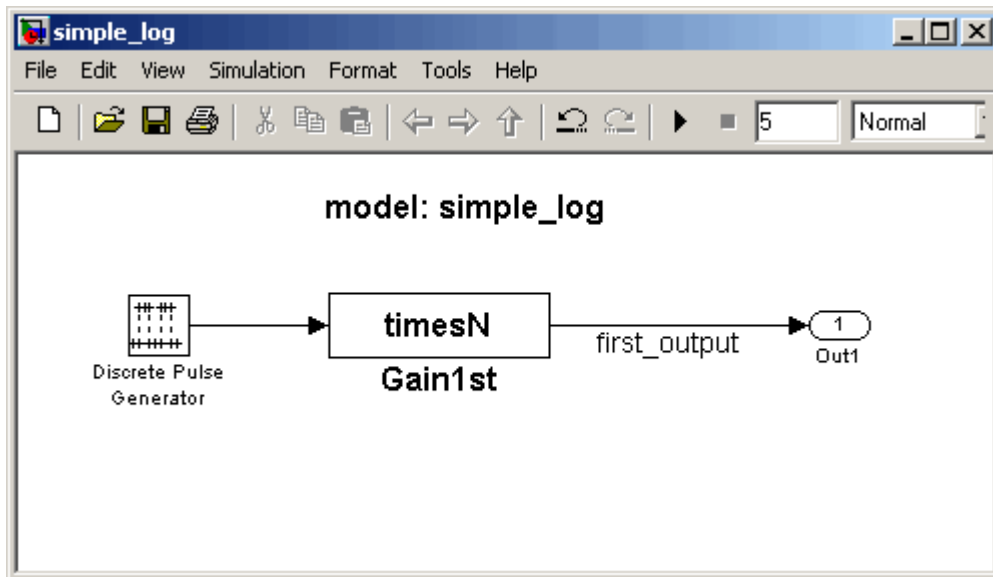 simple_log
File Edit View Simulation Format Tools Help
5 Normal
model: simple_log
timesN
Gain1st
first_output
1
Out1
Discrete Pulse
Generator